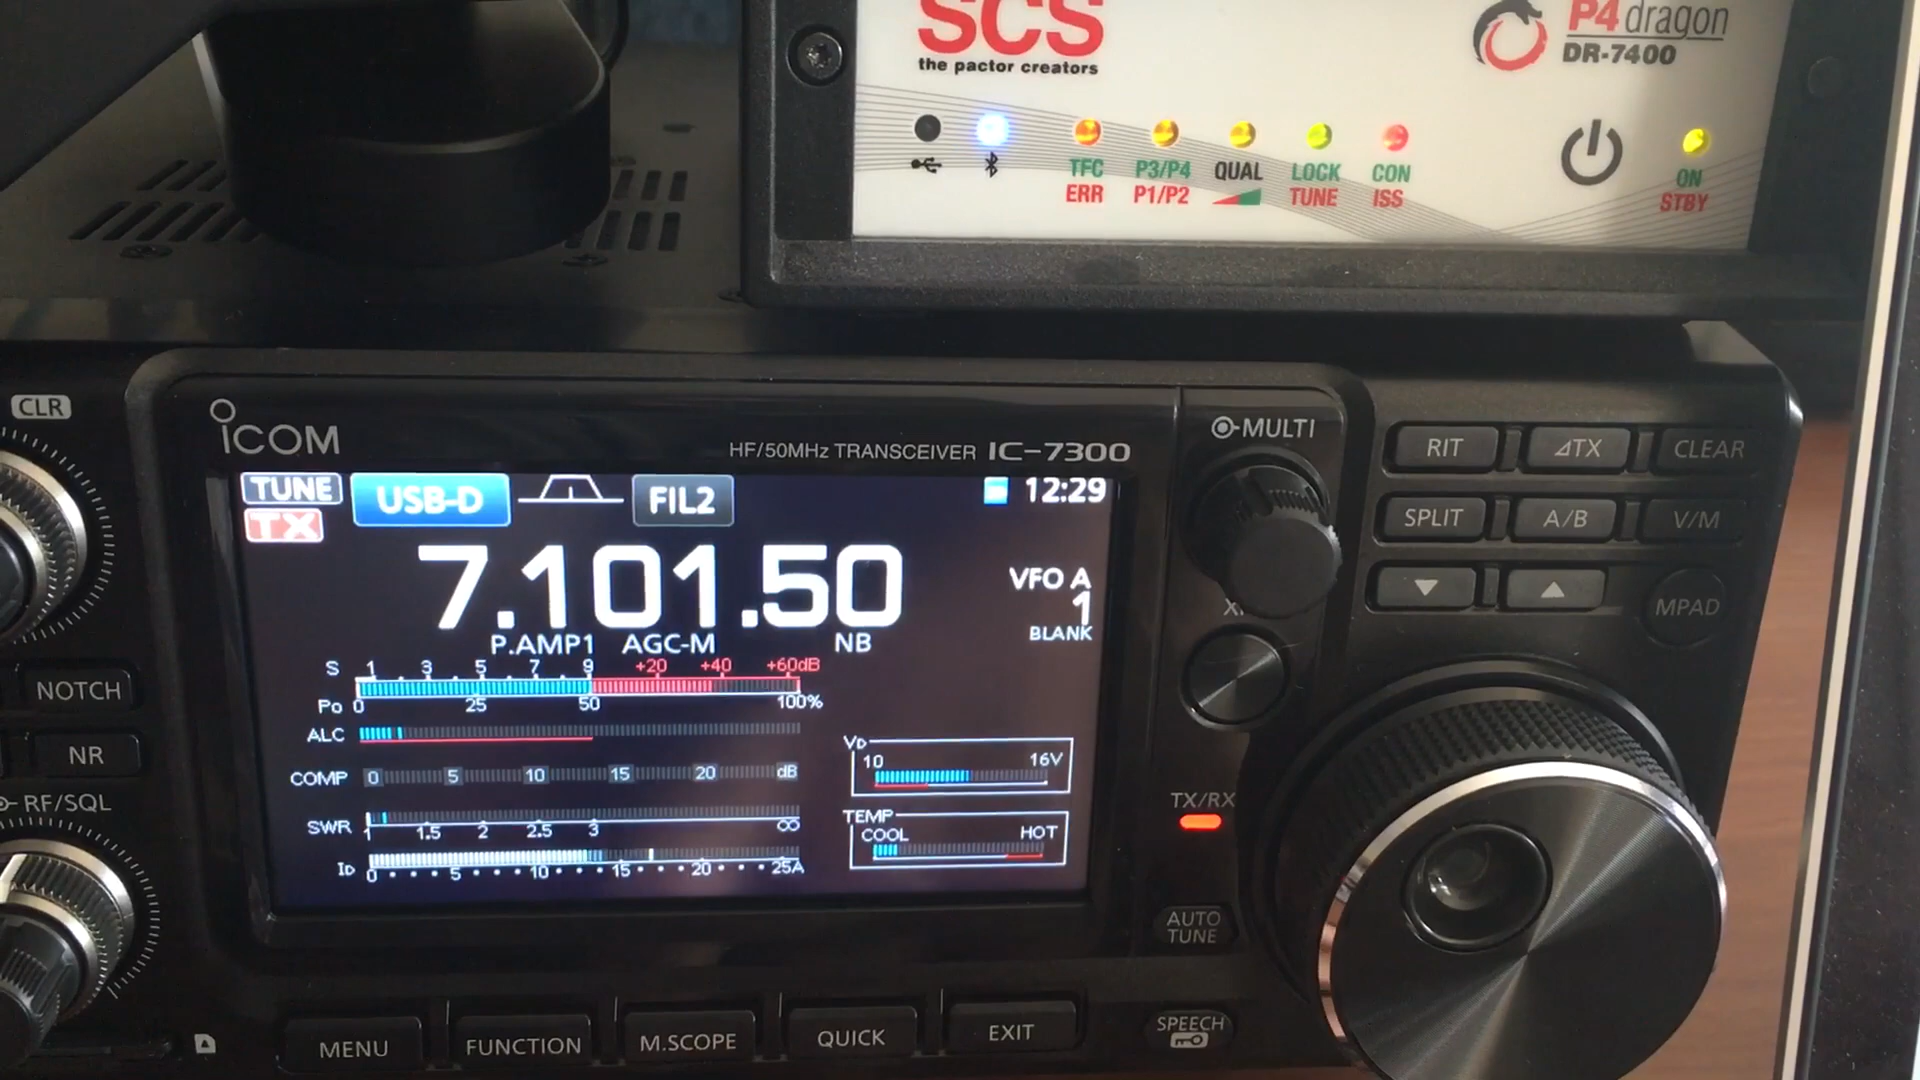 SCS
the pactor creators
P4dragon
DR-7400
TFC P3/P4 QUAL LOCK CON
ERR P1/P2 TUNE ISS
ON
STBY
CLR
NOTCH
NR
RF/SQL
ICOM
HF/50MHz TRANSCEIVER IC-7300
TUNE USB-D FIL2 12:29
TX
7.101.50
VFO A
1
BLANK
P.AMP1 AGC-M NB
S 1 3 5 7 9 +20 +40 +60dB
Po 0 25 50 100%
ALC
COMP 0 5 10 15 20 dB
SWR 1 1.5 2 2.5 3 ∞
ID 0 5 10 15 20 25A
VD
10 16V
TEMP
COOL HOT
MULTI
TX/RX
AUTO
TUNE
SPEECH
RIT ⊿TX CLEAR
SPLIT A/B V/M
MPAD
MENU FUNCTION M.SCOPE QUICK EXIT